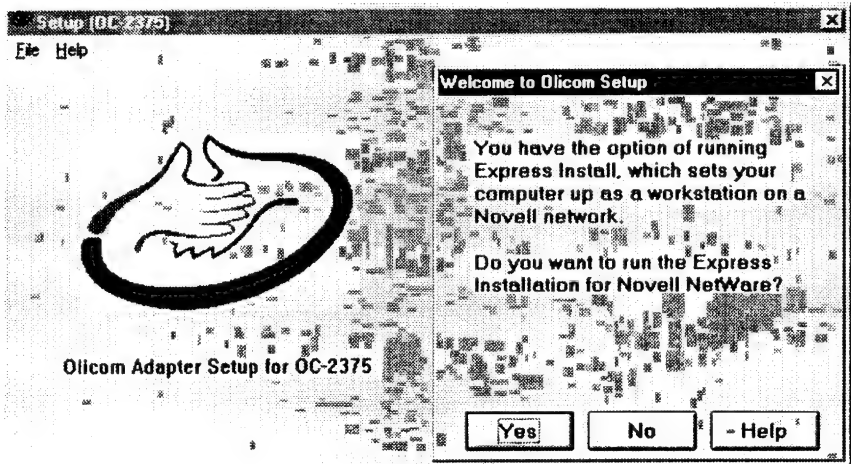 Setup (OC-2375)
File Help
Welcome to Olicom Setup
You have the option of running
Express Install, which sets your
computer up as a workstation on a
Novell network.
Do you want to run the Express
Installation for Novell NetWare?
Olicom Adapter Setup for OC-2375
Yes
No
Help